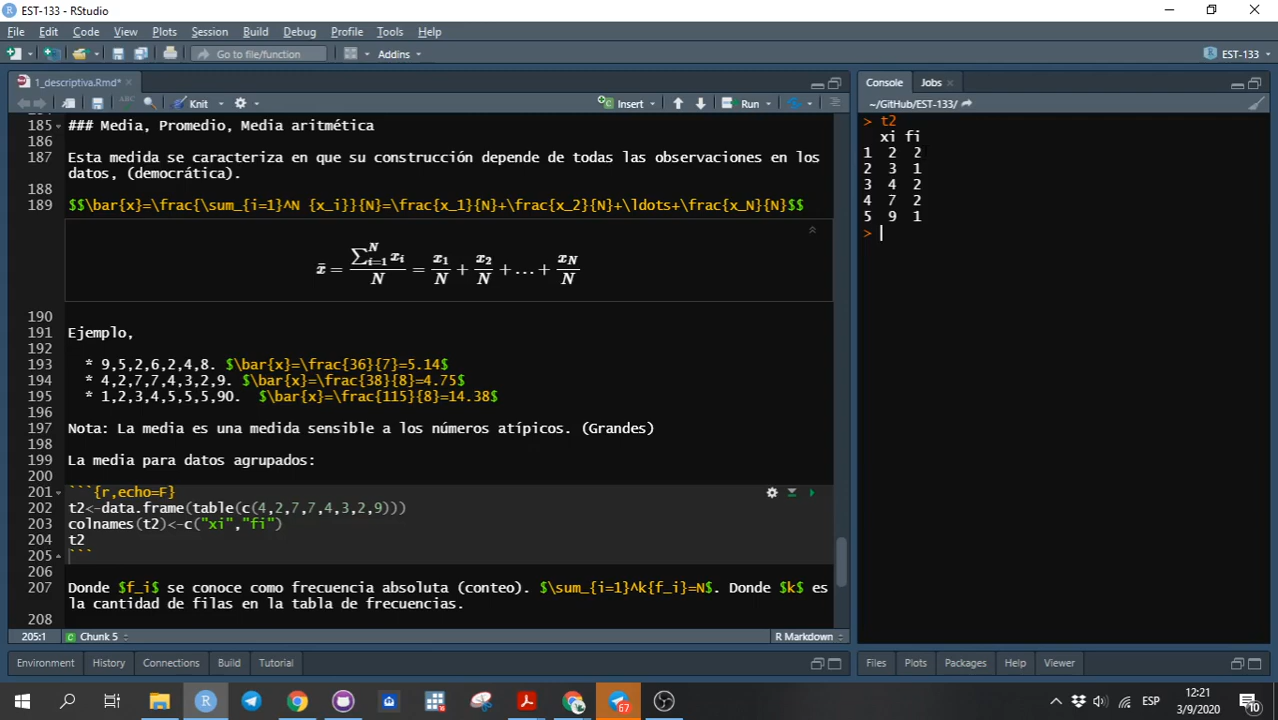 EST-133 - RStudio
File Edit Code View Plots Session Build Debug Profile Tools Help
Go to file/function Addins EST-133
1_descriptiva.Rmd*
ABC Knit Insert Run
185 ### Media, Promedio, Media aritmética
186
187 Esta medida se caracteriza en que su construcción depende de todas las observaciones en los
datos, (democrática).
188
189 $$\bar{x}=\frac{\sum_{i=1}^N {x_i}}{N}=\frac{x_1}{N}+\frac{x_2}{N}+\ldots+\frac{x_N}{N}$$
x̄ = ∑_{i=1}^N x_i / N = x_1/N + x_2/N + … + x_N/N
190
191 Ejemplo,
192
193 * 9,5,2,6,2,4,8. $\bar{x}=\frac{36}{7}=5.14$
194 * 4,2,7,7,4,3,2,9. $\bar{x}=\frac{38}{8}=4.75$
195 * 1,2,3,4,5,5,5,90. $\bar{x}=\frac{115}{8}=14.38$
196
197 Nota: La media es una medida sensible a los números atípicos. (Grandes)
198
199 La media para datos agrupados:
200
201 ```{r,echo=F}
202 t2<-data.frame(table(c(4,2,7,7,4,3,2,9)))
203 colnames(t2)<-c("xi","fi")
204 t2
205 ```
206
207 Donde $f_i$ se conoce como frecuencia absoluta (conteo). $\sum_{i=1}^k{f_i}=N$. Donde $k$ es
la cantidad de filas en la tabla de frecuencias.
208
205:1 Chunk 5 R Markdown
Environment History Connections Build Tutorial
Console Jobs
~/GitHub/EST-133/
> t2
xi fi
1 2 2
2 3 1
3 4 2
4 7 2
5 9 1
>
Files Plots Packages Help Viewer
67
ESP
12:21
3/9/2020
10